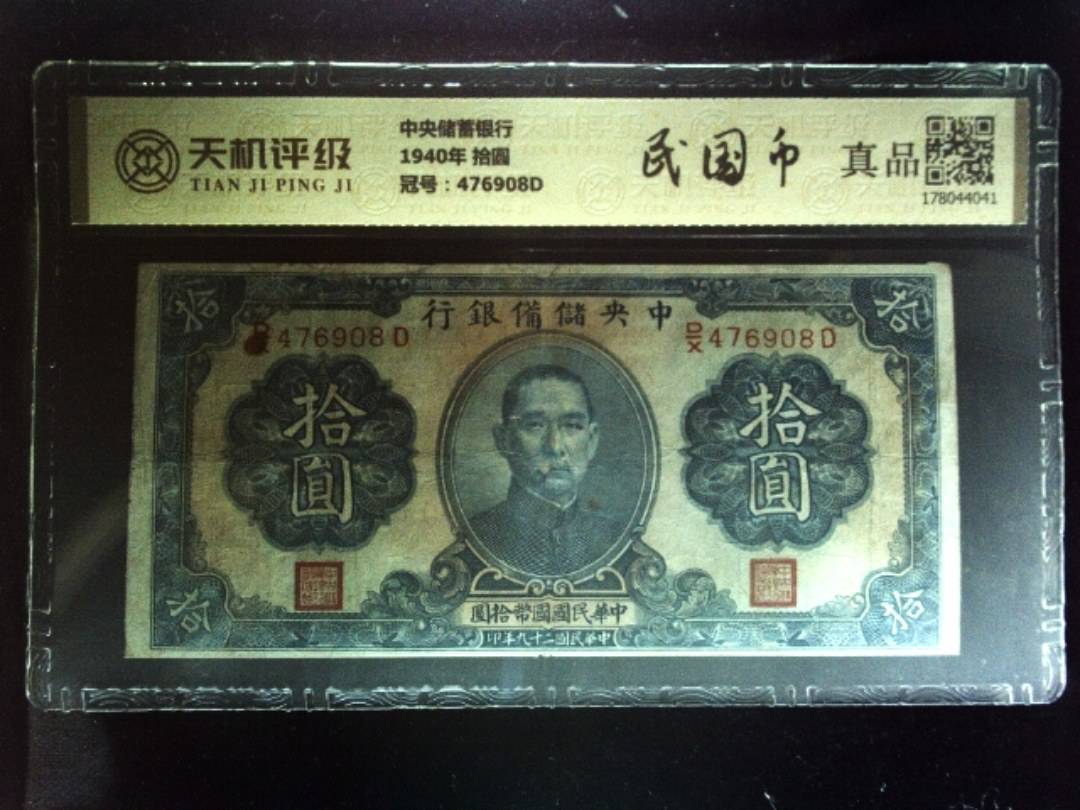 天机评级
TIAN JI PING JI
中央储蓄银行
1940年 拾圆
冠号：476908D
民国币
真品
178044041
拾
拾
行銀備儲央中
476908D
D/X 476908D
拾圓
拾圓
圓拾幣國國民華中
印年九十二國民華中
拾
拾